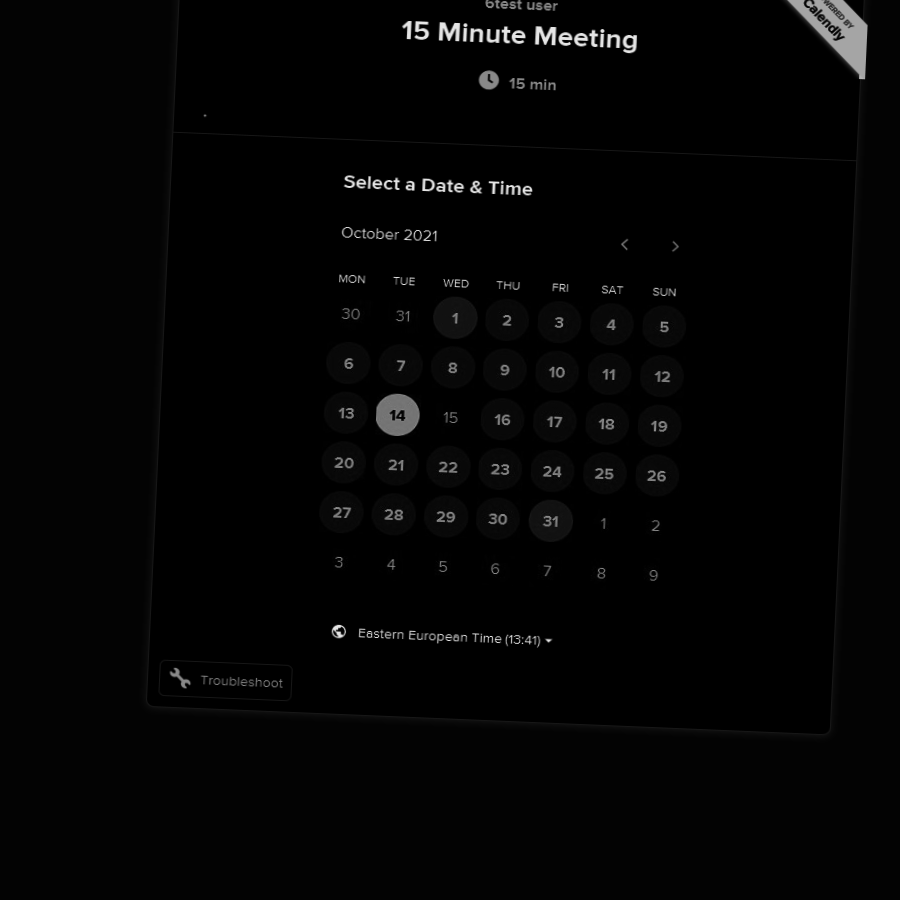 6test user
15 Minute Meeting
POWERED BY
Calendly
15 min
Select a Date & Time
October 2021
MON TUE WED THU FRI SAT SUN
30 31 1 2 3 4 5
6 7 8 9 10 11 12
13 14 15 16 17 18 19
20 21 22 23 24 25 26
27 28 29 30 31 1 2
3 4 5 6 7 8 9
Eastern European Time (13:41)
Troubleshoot